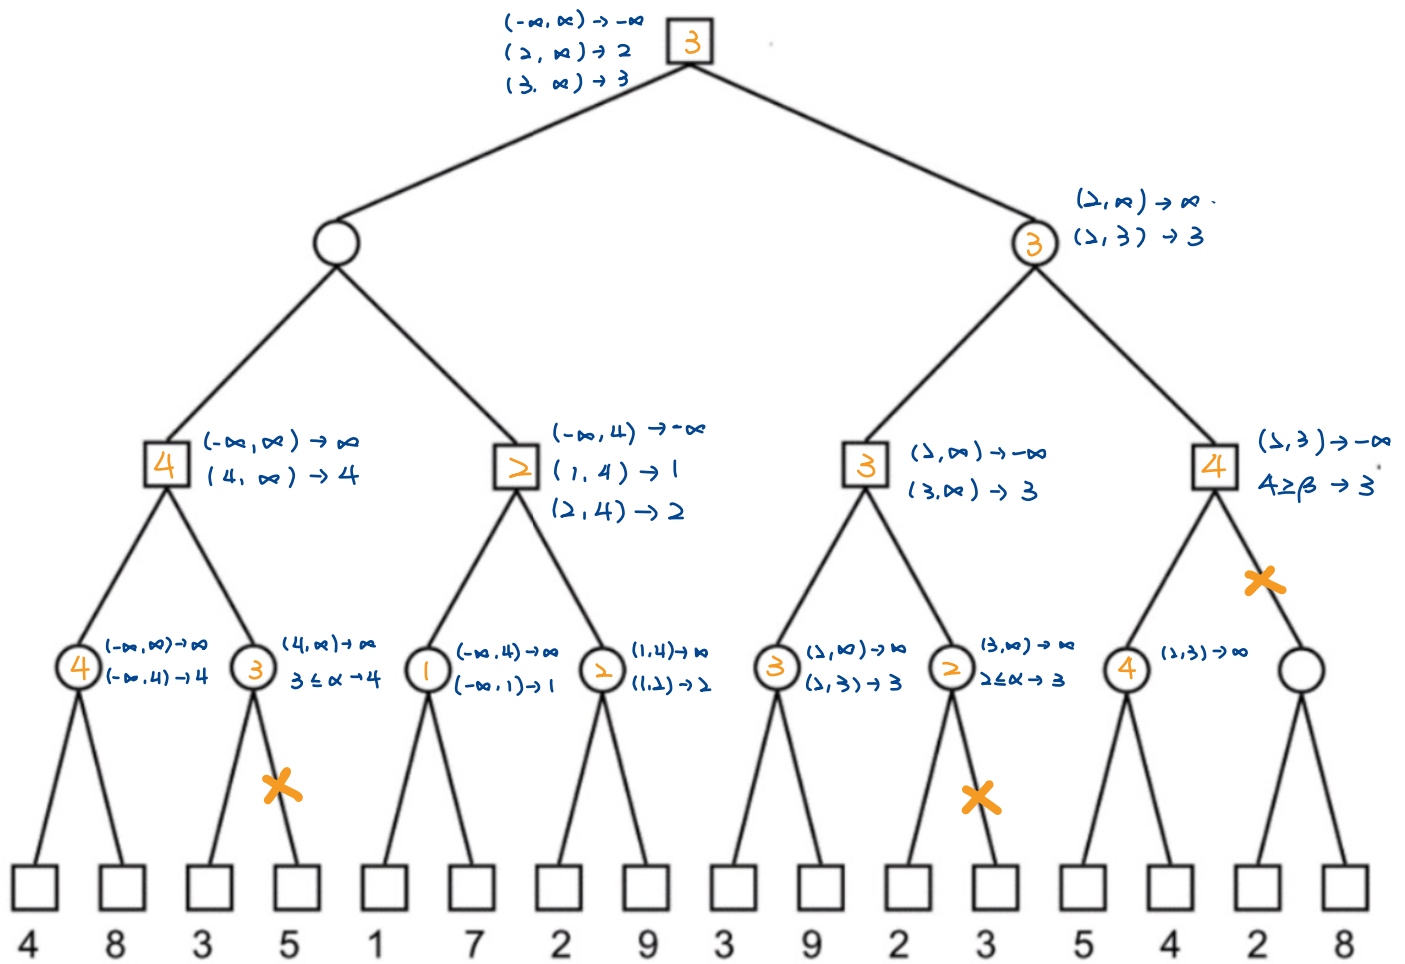 (-∞, ∞) → -∞
(2, ∞) → 2
(3, ∞) → 3
3
(2, ∞) → ∞
(2, 3) → 3
3
4
(-∞, ∞) → ∞
(4, ∞) → 4
2
(-∞, 4) → -∞
(1, 4) → 1
(2, 4) → 2
3
(2, ∞) → -∞
(3, ∞) → 3
4
(2, 3) → -∞
4 ≥ β → 3
4
(-∞, ∞) → ∞
(-∞, 4) → 4
3
(4, ∞) → ∞
3 ≤ α → 4
1
(-∞, 4) → ∞
(-∞, 1) → 1
2
(1, 4) → ∞
(1, 2) → 2
3
(2, ∞) → ∞
(2, 3) → 3
2
(3, ∞) → ∞
2 ≤ α → 3
4
(2, 3) → ∞
4 8 3 5 1 7 2 9 3 9 2 3 5 4 2 8